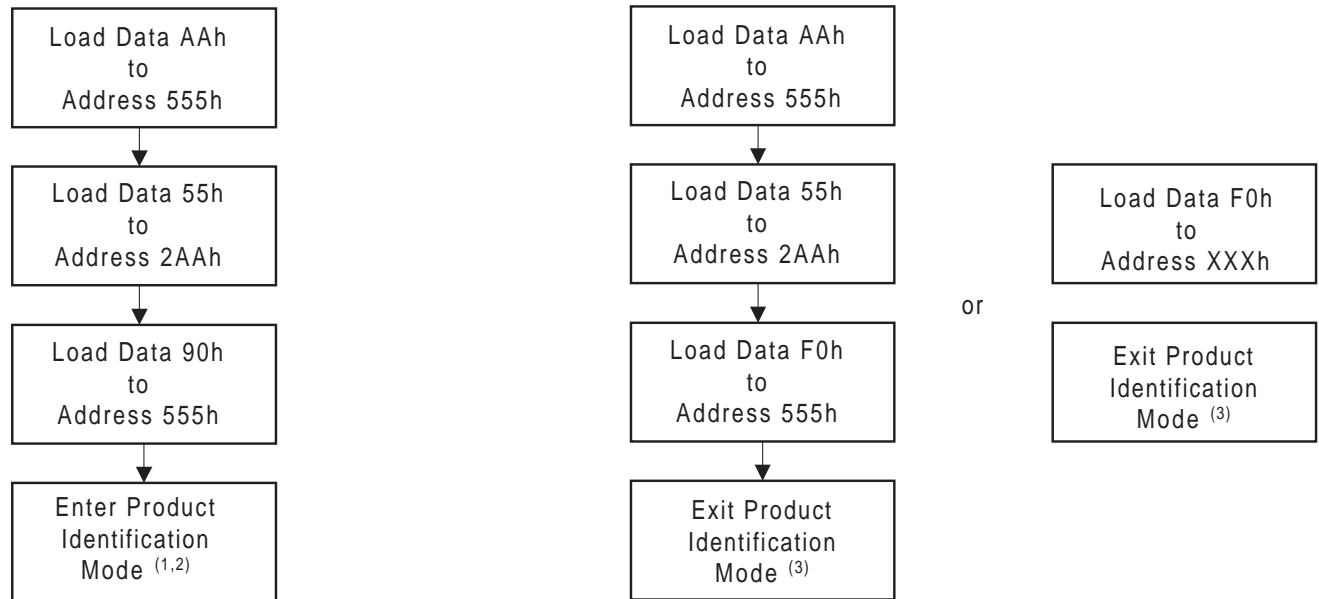 Load Data AAh
to
Address 555h
Load Data 55h
to
Address 2AAh
Load Data 90h
to
Address 555h
Enter Product
Identification
Mode (1,2)
Load Data AAh
to
Address 555h
Load Data 55h
to
Address 2AAh
Load Data F0h
to
Address 555h
Exit Product
Identification
Mode (3)
or
Load Data F0h
to
Address XXXh
Exit Product
Identification
Mode (3)